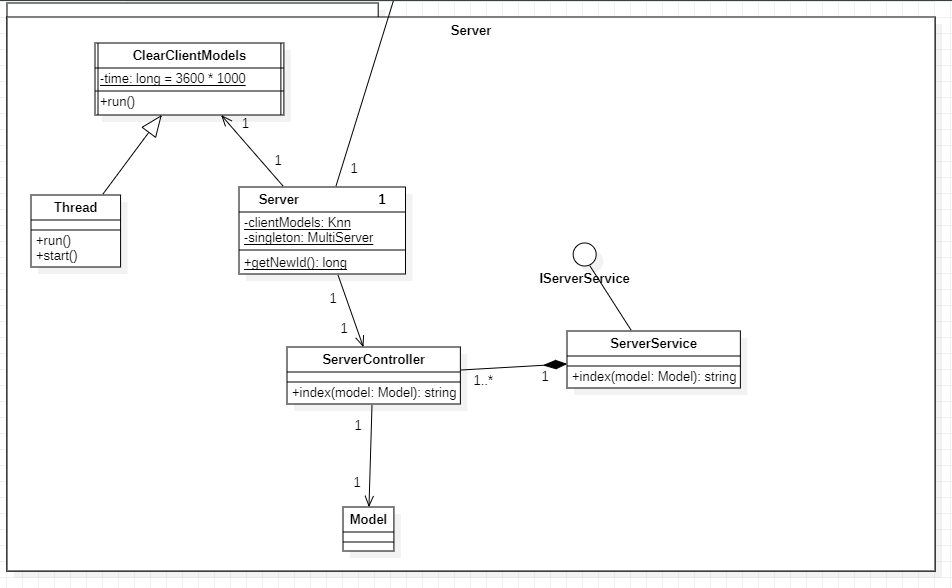 Server
ClearClientModels
-time: long = 3600 * 1000
+run()
1
1
1
Thread
+run()
+start()
Server 1
-clientModels: Knn
-singleton: MultiServer
+getNewId(): long
IServerService
1
1
ServerController
+index(model: Model): string
1..*
1
ServerService
+index(model: Model): string
1
1
Model